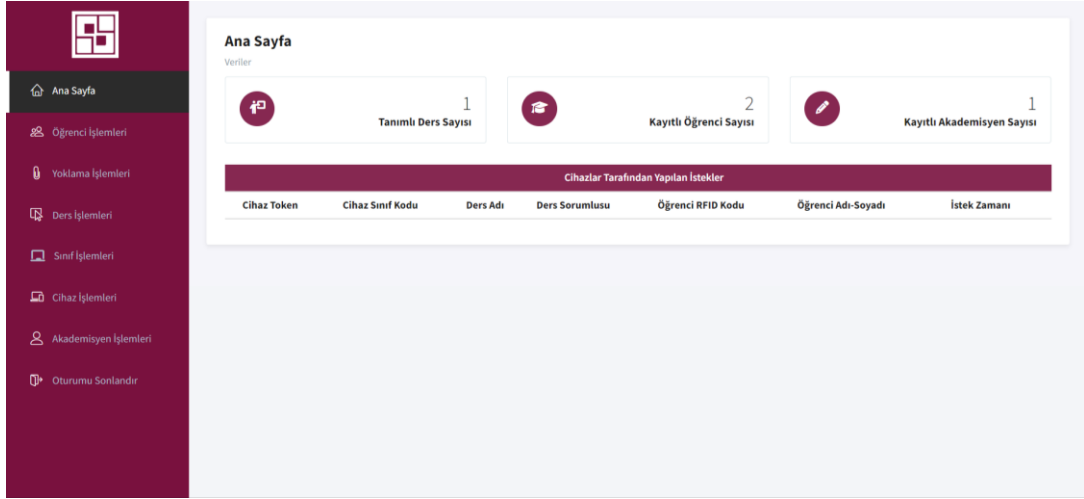 Ana Sayfa
Öğrenci İşlemleri
Yoklama İşlemleri
Ders İşlemleri
Sınıf İşlemleri
Cihaz İşlemleri
Akademisyen İşlemleri
Oturumu Sonlandır
Ana Sayfa
Veriler
1
Tanımlı Ders Sayısı
2
Kayıtlı Öğrenci Sayısı
1
Kayıtlı Akademisyen Sayısı
Cihazlar Tarafından Yapılan İstekler
Cihaz Token Cihaz Sınıf Kodu Ders Adı Ders Sorumlusu Öğrenci RFID Kodu Öğrenci Adı-Soyadı İstek Zamanı